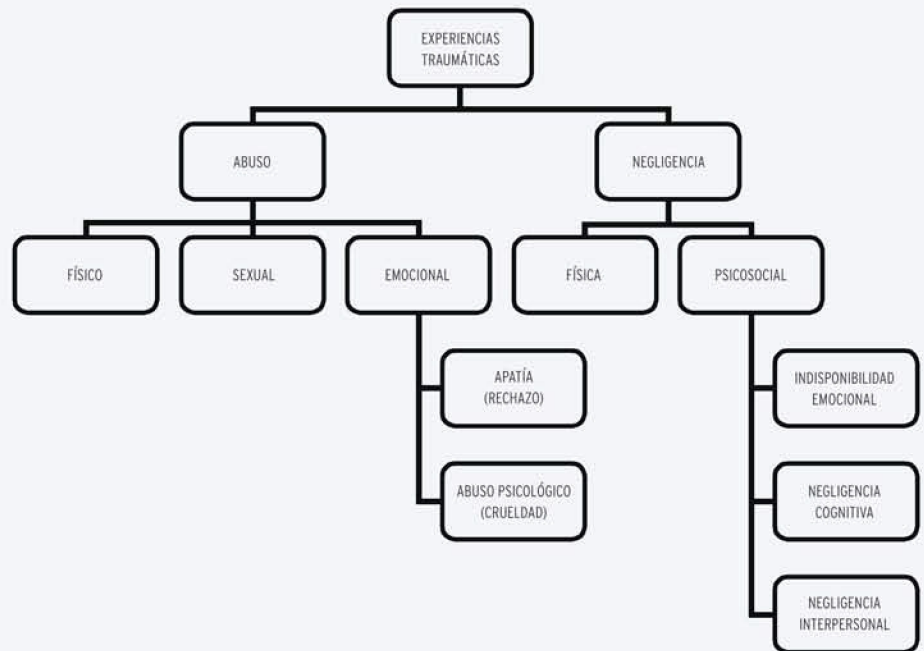 EXPERIENCIAS
TRAUMÁTICAS
ABUSO
NEGLIGENCIA
FÍSICO
SEXUAL
EMOCIONAL
FÍSICA
PSICOSOCIAL
APATÍA
(RECHAZO)
INDISPONIBILIDAD
EMOCIONAL
ABUSO PSICOLÓGICO
(CRUELDAD)
NEGLIGENCIA
COGNITIVA
NEGLIGENCIA
INTERPERSONAL